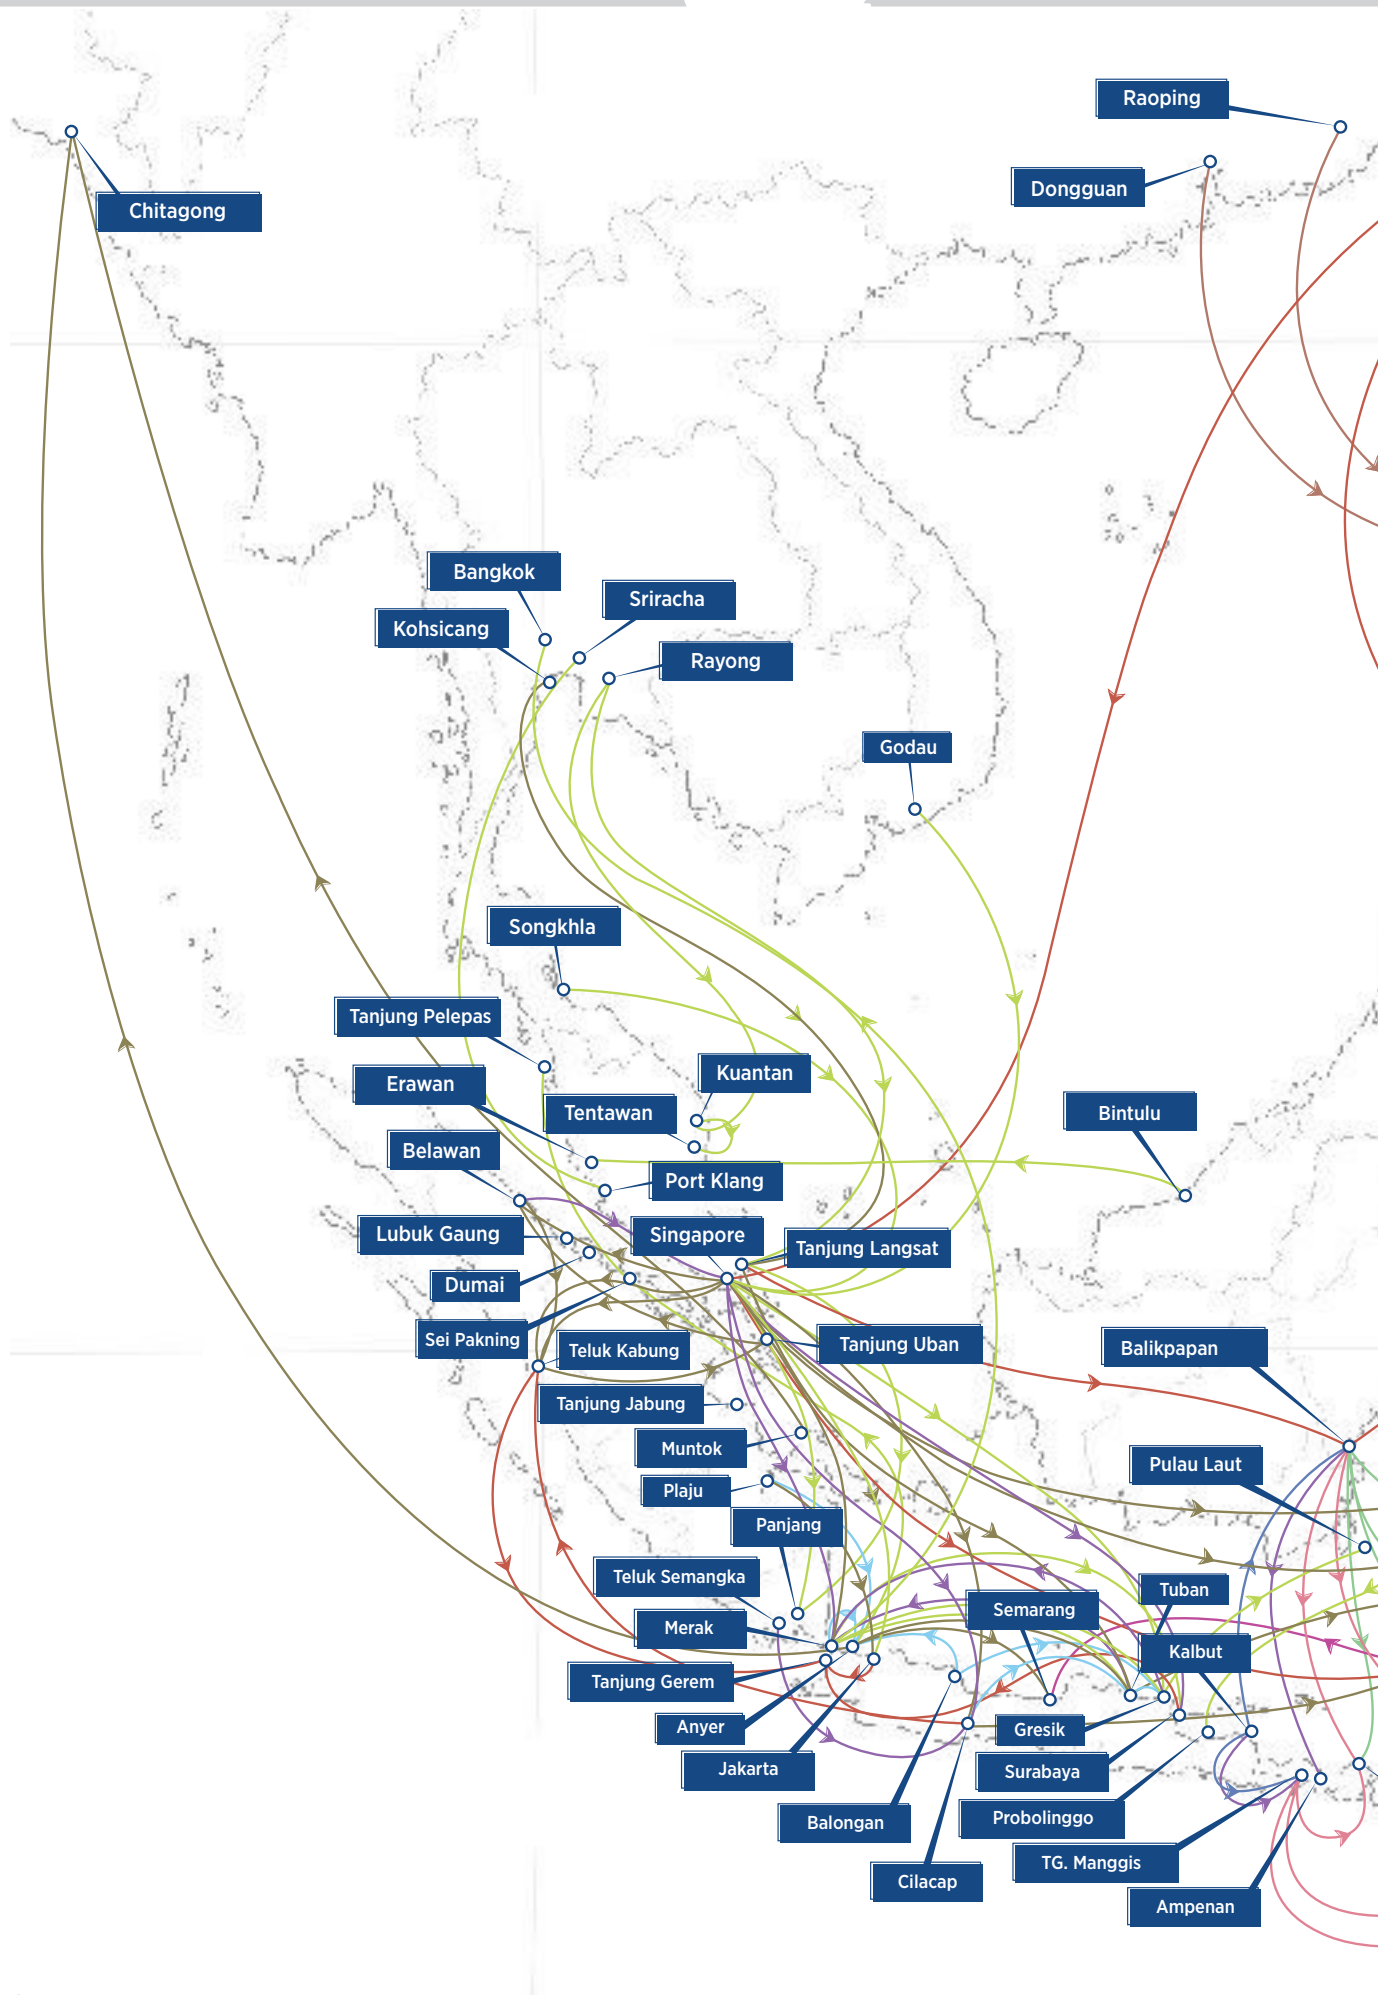 Raoping
Dongguan
Chitagong
Bangkok
Sriracha
Kohsicang
Rayong
Godau
Songkhla
Tanjung Pelepas
Kuantan
Erawan
Tentawan
Bintulu
Belawan
Port Klang
Lubuk Gaung
Singapore
Tanjung Langsat
Dumai
Sei Pakning
Teluk Kabung
Tanjung Uban
Balikpapan
Tanjung Jabung
Muntok
Pulau Laut
Plaju
Panjang
Teluk Semangka
Tuban
Semarang
Merak
Kalbut
Tanjung Gerem
Anyer
Gresik
Jakarta
Surabaya
Balongan
Probolinggo
TG. Manggis
Cilacap
Ampenan